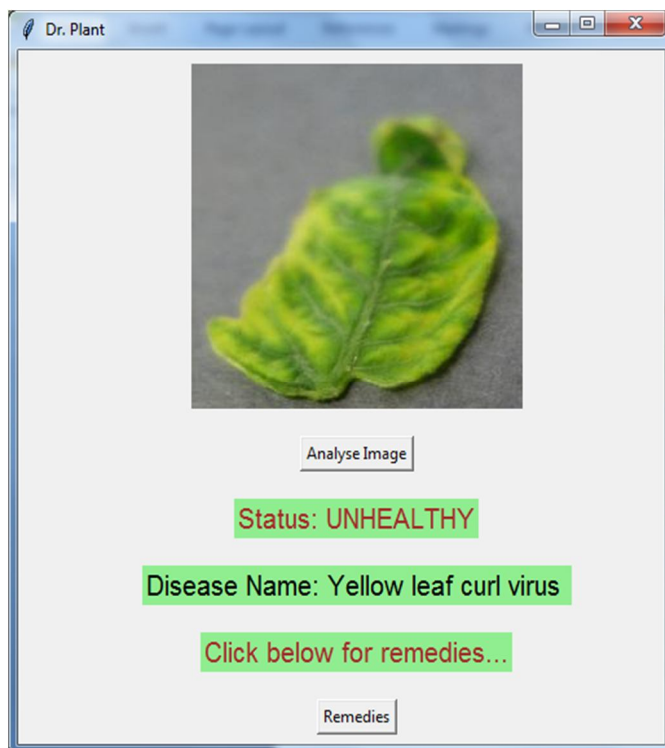 Dr. Plant
Analyse Image
Status: UNHEALTHY
Disease Name: Yellow leaf curl virus
Click below for remedies...
Remedies